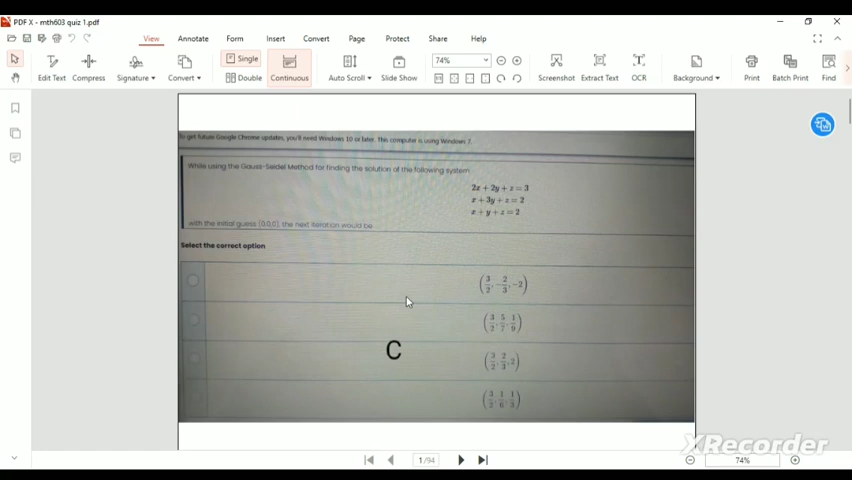 PDF X - mth603 quiz 1.pdf
View Annotate Form Insert Convert Page Protect Share Help
Edit Text Compress Signature Convert Single Double Continuous Auto Scroll Slide Show 74% Screenshot Extract Text OCR Background Print Batch Print Find
To get future Google Chrome updates, you'll need Windows 10 or later. This computer is using Windows 7.
While using the Gauss-Seidel Method for finding the solution of the following system
2x + 2y + z = 3
x + 3y + z = 2
x + y + z = 2
with the initial guess (0,0,0), the next iteration would be
Select the correct option
(3/2, -2/3, -2)
(3/2, 5/7, 1/9)
C
(3/2, 2/3, 2)
(3/2, 1/6, 1/3)
XRecorder
1/94
74%